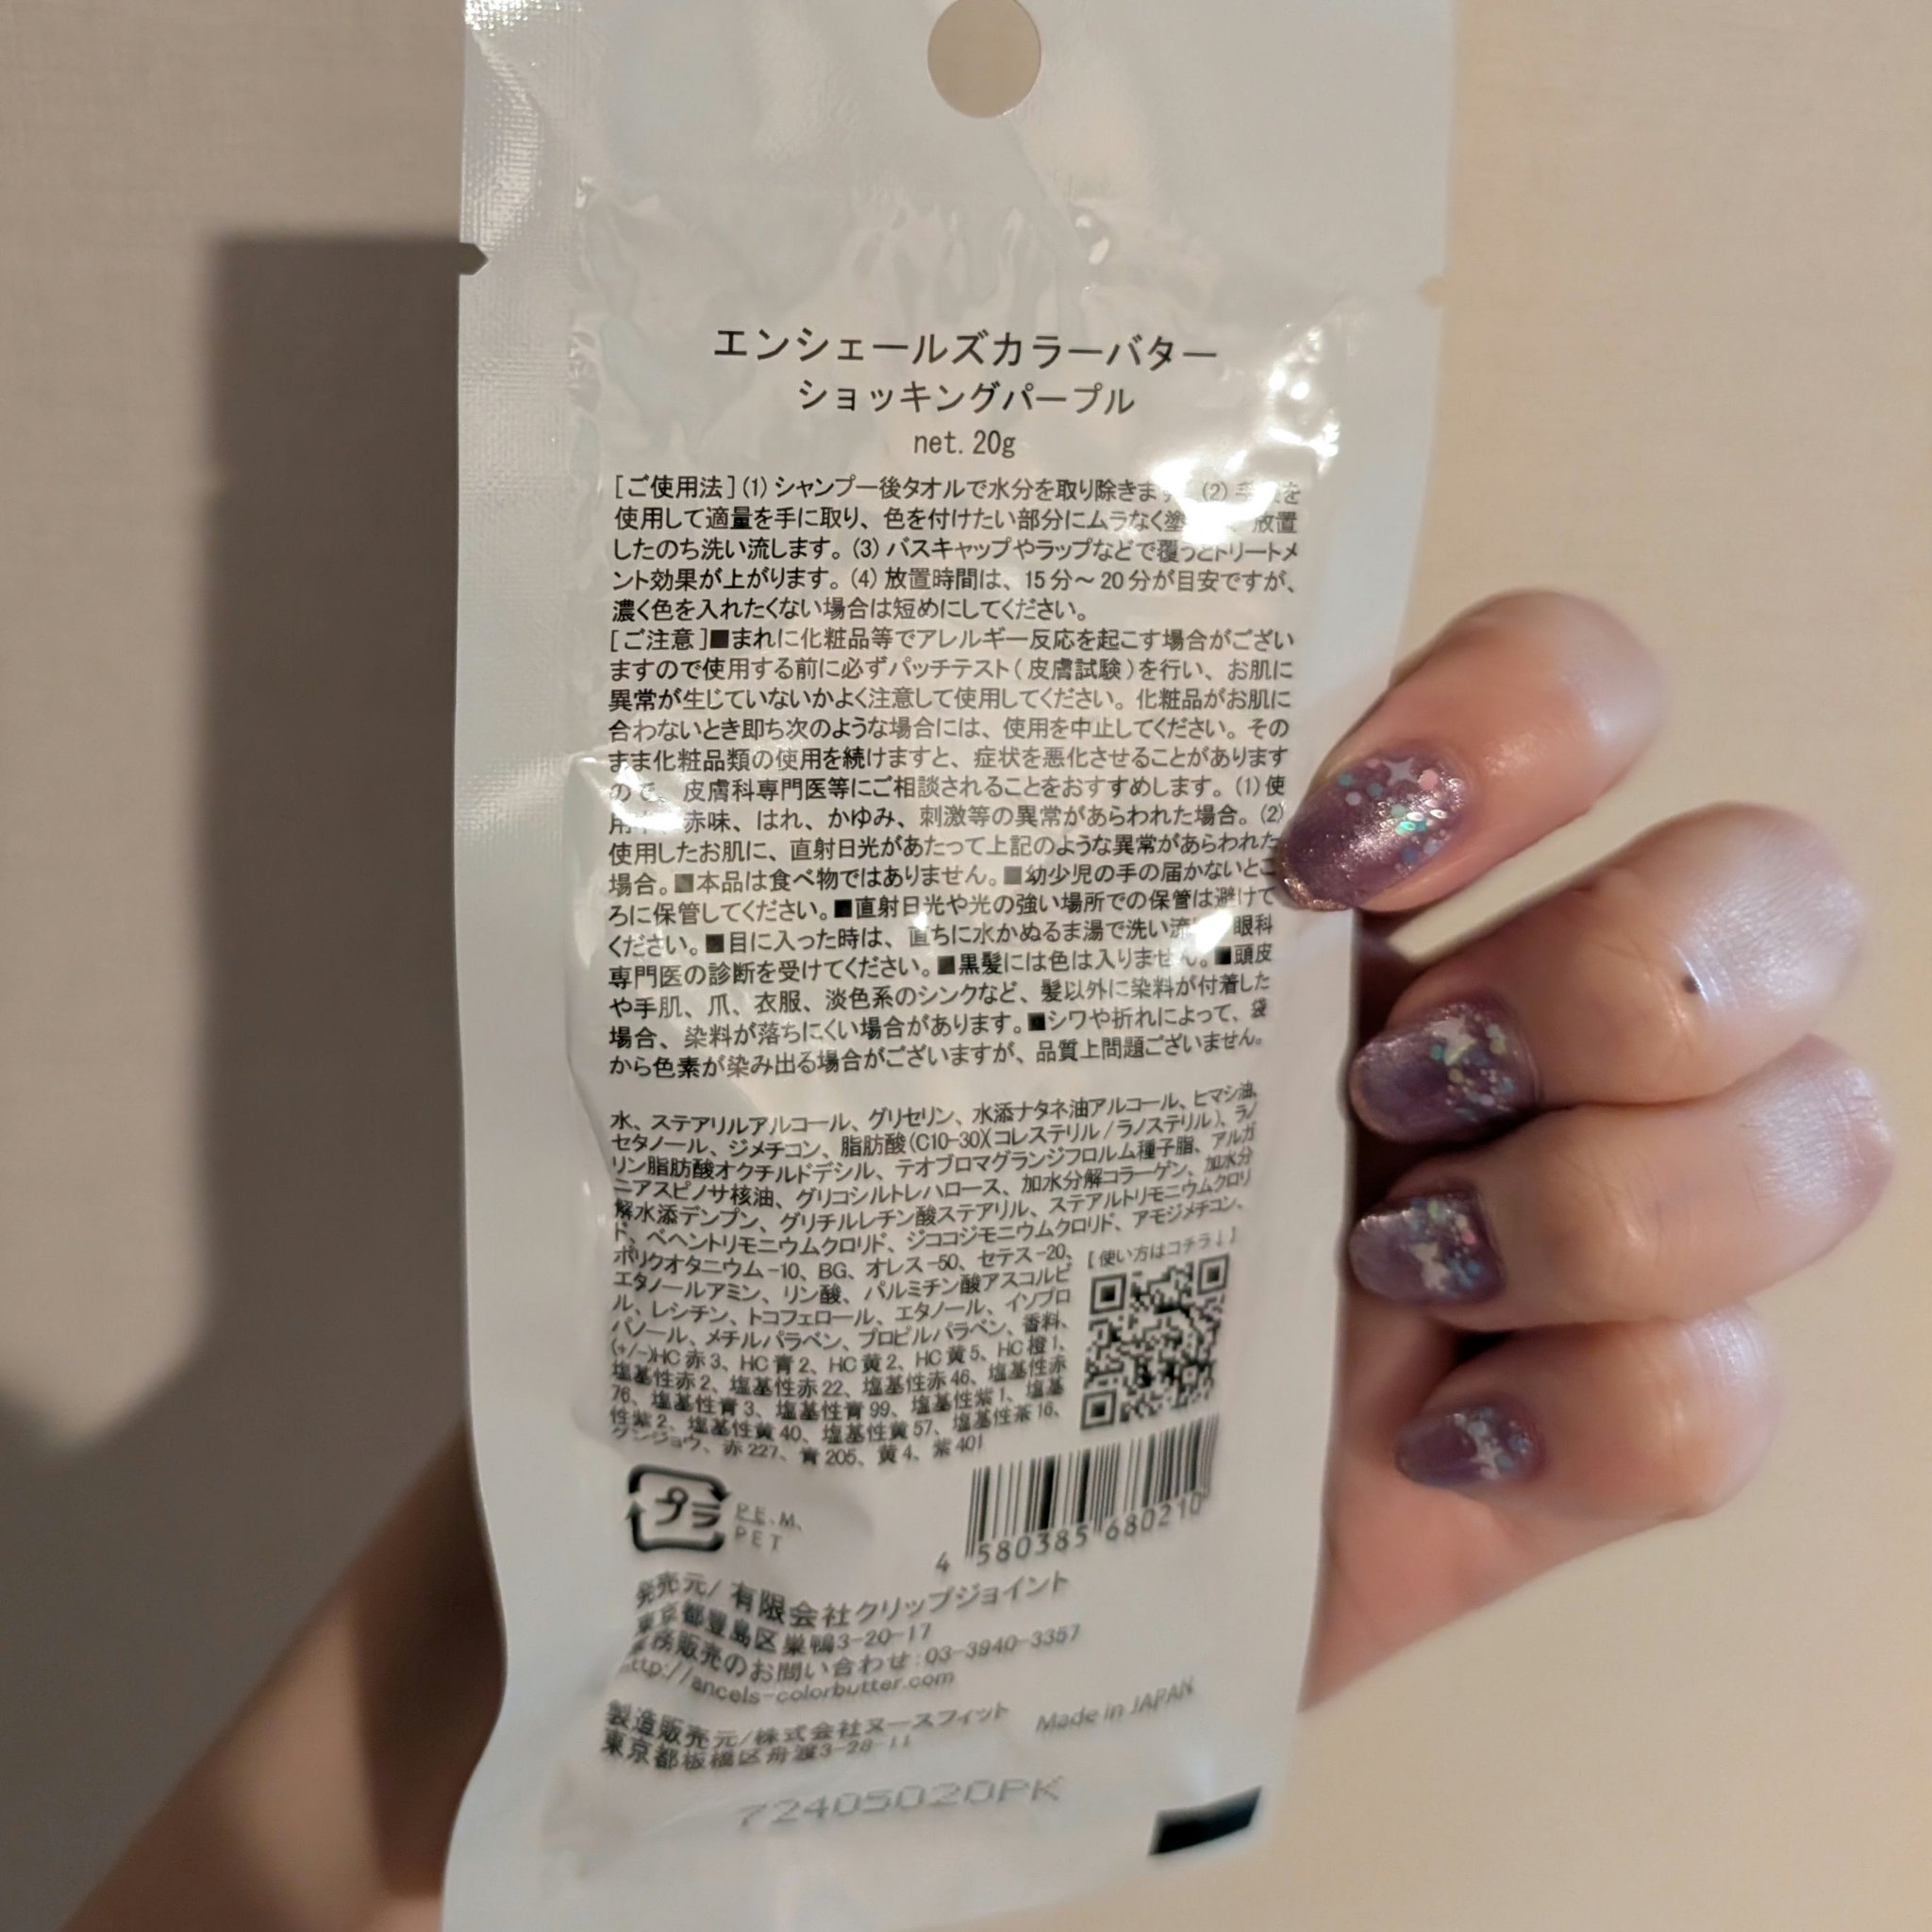 エンシェールズカラーバター
ショッキングパープル
net. 20g
[ご使用法](1) シャンプー後タオルで水分を取り除きます (2) を
使用して適量を手に取り、色を付けたい部分にムラなく 放置
したのち洗い流します。(3) バスキャップやラップなどで覆うとトリートメ
ント効果が上がります。(4) 放置時間は、15分～20分が目安ですが、
濃く色を入れたくない場合は短めにしてください。
[ご注意]■まれに化粧品等でアレルギー反応を起こす場合がござい
ますので使用する前に必ずパッチテスト(皮膚試験)を行い、お肌に
異常が生じていないかよく注意して使用してください。化粧品がお肌に
合わないとき即ち次のような場合には、使用を中止してください。その
まま化粧品類の使用を続けますと、症状を悪化させることがあります
ので、皮膚科専門医等にご相談されることをおすすめします。(1)使
用 赤味、はれ、かゆみ、刺激等の異常があらわれた場合。(2)
使用したお肌に、直射日光があたって上記のような異常があらわれた
場合。■本品は食べ物ではありません。■幼少児の手の届かないとこ
ろに保管してください。■直射日光や光の強い場所での保管は避けて
ください。■目に入った時は、直ちに水かぬるま湯で洗い 眼科
専門医の診断を受けてください。■黒髪には色は入りません。■頭皮
や手肌、爪、衣服、淡色系のシンクなど、髪以外に染料が付着した
場合、染料が落ちにくい場合があります。■シワや折れによって、袋
から色素が染み出る場合がございますが、品質上問題ございません。
水、ステアリルアルコール、グリセリン、水添ナタネ油アルコール、ヒマシ油、
セタノール、ジメチコン、脂肪酸(C10-30)(コレステリル/ラノステリル)、ラノ
リン脂肪酸オクチルドデシル、テオブロマグランジフロルム種子脂、アルガ
ニアスピノサ核油、グリコシルトレハロース、加水分解コラーゲン、加水分
解水添デンプン、グリチルレチン酸ステアリル、ステアルトリモニウムクロリ
ド、ベヘントリモニウムクロリド、ジココジモニウムクロリド、アモジメチコン、
ポリクオタニウム-10、BG、オレス-50、セテス-20、
[使い方はコチラ↓]
エタノールアミン、リン酸、パルミチン酸アスコルビ
ル、レシチン、トコフェロール、エタノール、イソプロ
パノール、メチルパラベン、プロピルパラベン、香料、
(+/-)HC赤3、HC青2、HC黄2、HC黄5、HC橙1、
塩基性赤2、塩基性赤22、塩基性赤46、塩基性赤
76、塩基性青3、塩基性青99、塩基性紫1、塩基
性紫2、塩基性黄40、塩基性黄57、塩基性茶16、
グンジョウ、赤227、青205、黄4、紫401
プラ
PE、M、
PET
4 580385 680210
発売元/有限会社クリップジョイント
東京都豊島区巣鴨3-20-17
業務販売のお問い合わせ:03-3940-3357
http://ancels-colorbutter.com
製造販売元/株式会社ヌースフィット
東京都板橋区舟渡3-28-11
Made in JAPAN
72405020PK